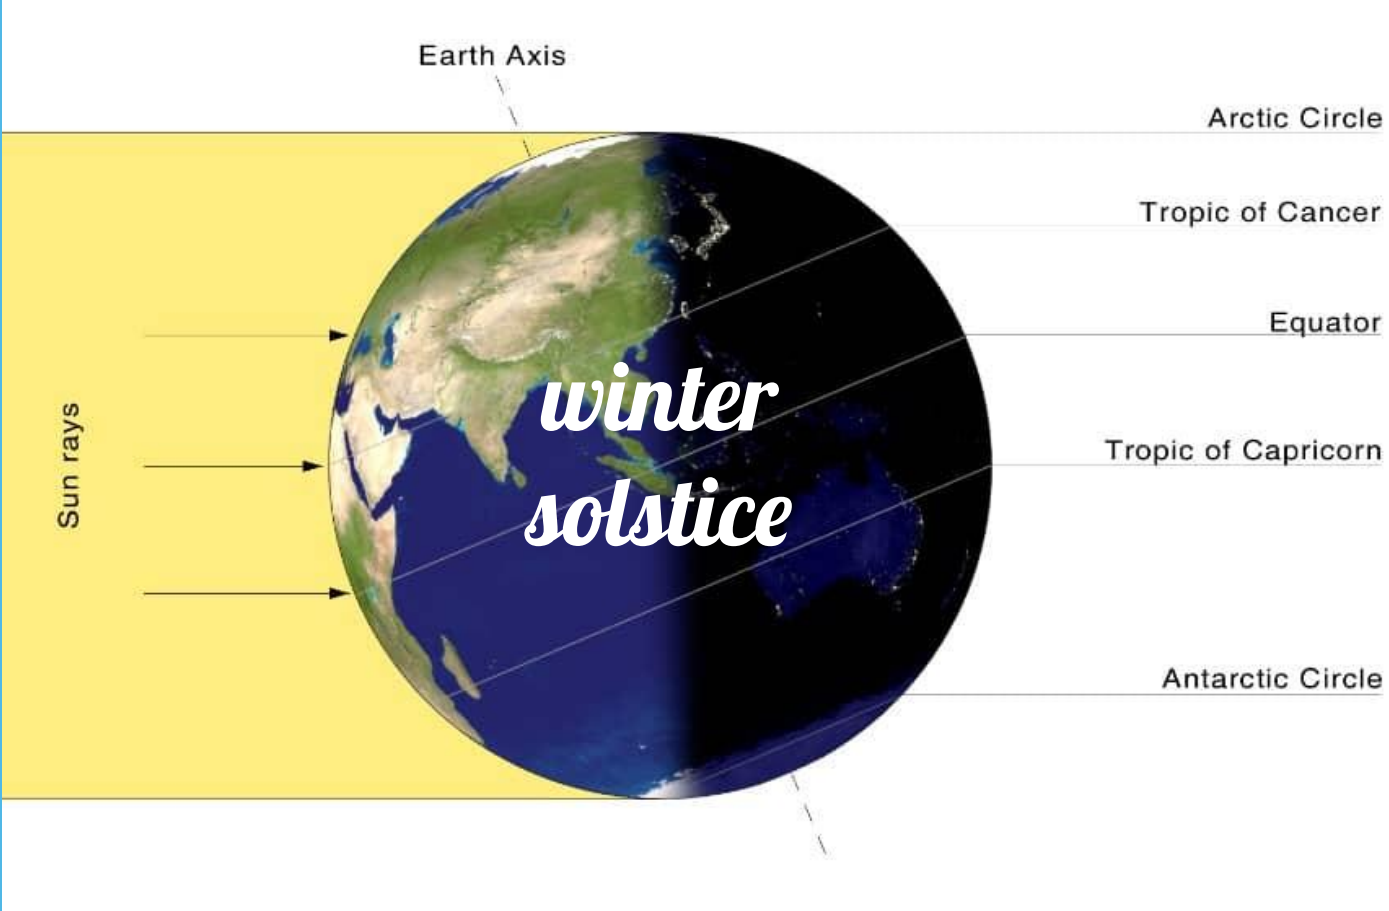 Earth Axis
Arctic Circle
Tropic of Cancer
Equator
winter
Sun rays
Tropic of Capricorn
solstice
Antarctic Circle